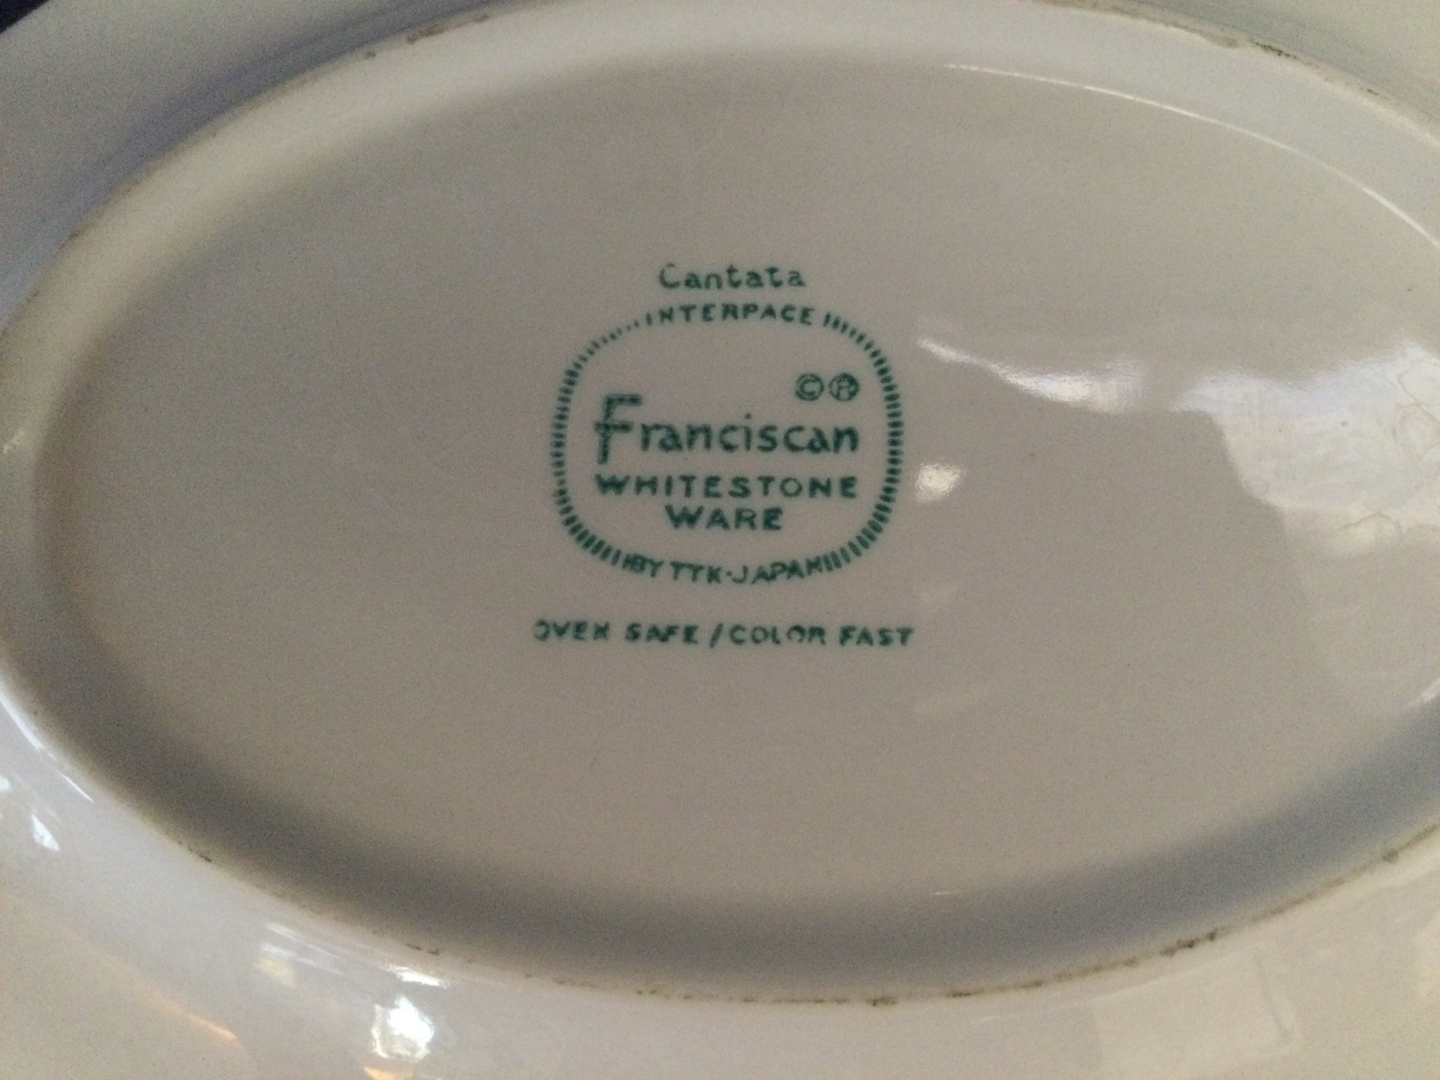 Cantata
INTERPACE
©®
Franciscan
WHITESTONE
WARE
BY TTK·JAPAN
OVEN SAFE / COLOR FAST